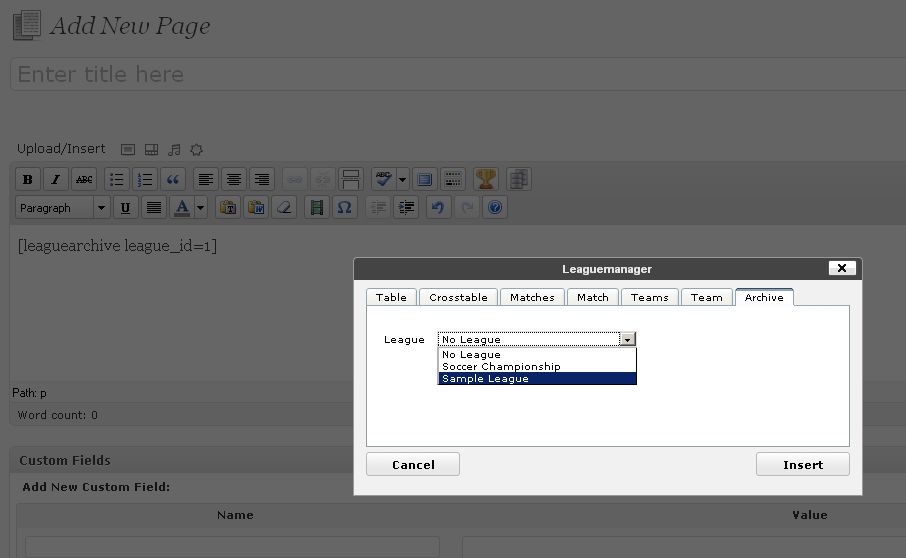 Add New Page
Enter title here
Upload/Insert
B I ABC ABC
Paragraph U A
[leaguearchive league_id=1]
Leaguemanager
Table Crosstable Matches Match Teams Team Archive
League No League
No League
Soccer Championship
Sample League
Path: p
Word count: 0
Cancel Insert
Custom Fields
Add New Custom Field:
Name Value